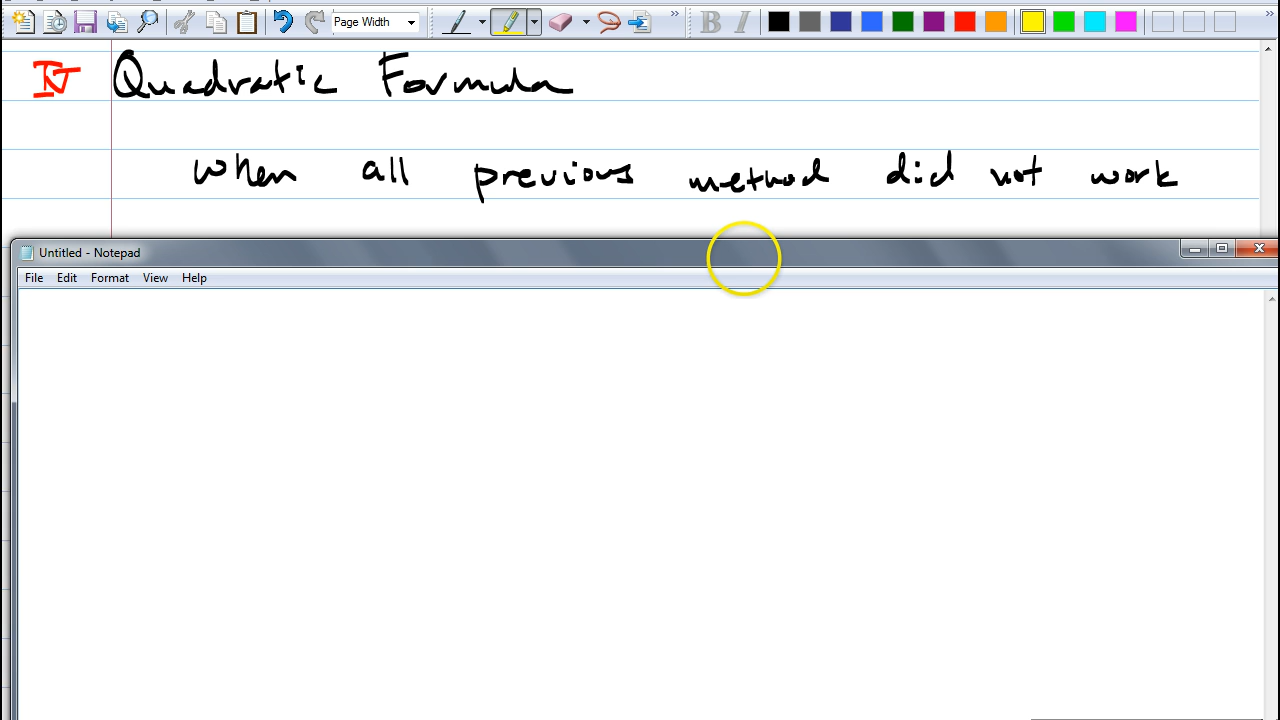 Page Width
B I
IV Quadratic Formula
when all previous method did not work
Untitled - Notepad
File Edit Format View Help